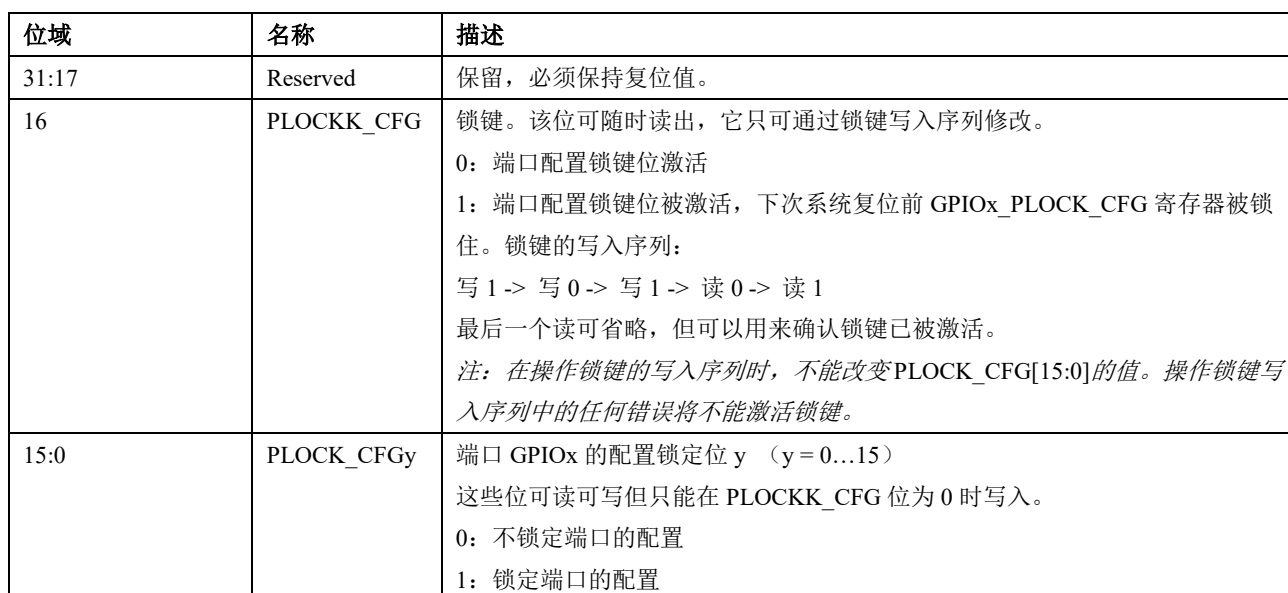 位域 名称 描述
31:17 Reserved 保留，必须保持复位值。
16 PLOCKK_CFG 锁键。该位可随时读出，它只可通过锁键写入序列修改。
0：端口配置锁键位激活
1：端口配置锁键位被激活，下次系统复位前 GPIOx_PLOCK_CFG 寄存器被锁
住。锁键的写入序列：
写 1 -> 写 0 -> 写 1 -> 读 0 -> 读 1
最后一个读可省略，但可以用来确认锁键已被激活。
注：在操作锁键的写入序列时，不能改变 PLOCK_CFG[15:0]的值。操作锁键写
入序列中的任何错误将不能激活锁键。
15:0 PLOCK_CFGy 端口 GPIOx 的配置锁定位 y （y = 0…15）
这些位可读可写但只能在 PLOCKK_CFG 位为 0 时写入。
0：不锁定端口的配置
1：锁定端口的配置